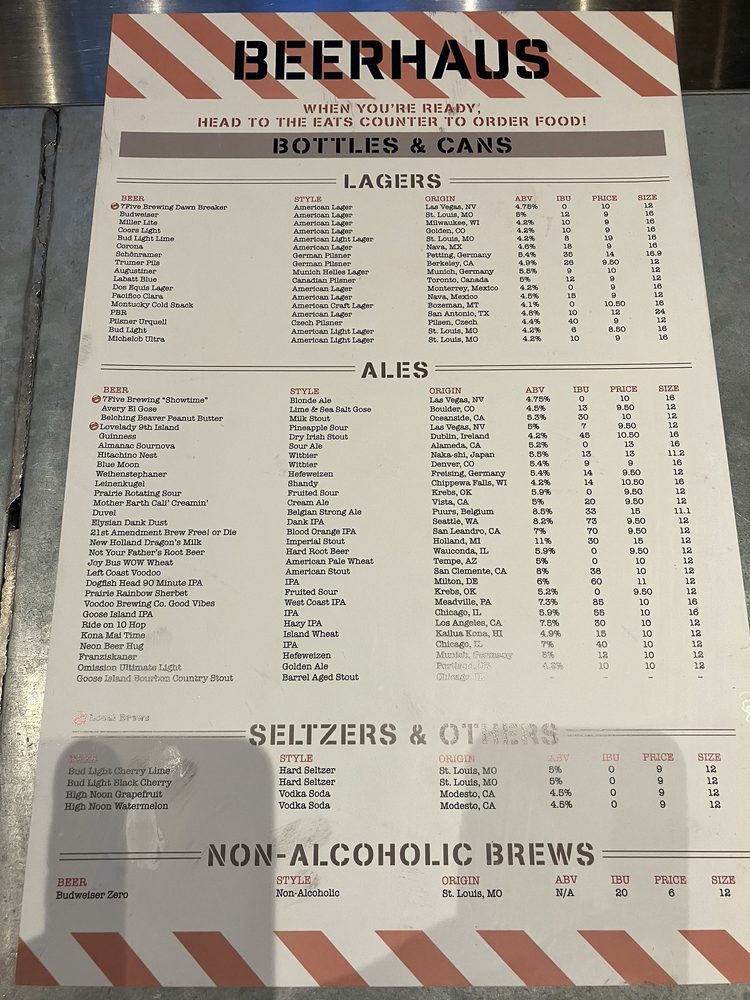 BEERHAUS
WHEN YOU'RE READY,
HEAD TO THE EATS COUNTER TO ORDER FOOD!
BOTTLES & CANS
LAGERS
BEER STYLE ORIGIN ABV IBU PRICE SIZE
7Five Brewing Dawn Breaker American Lager Las Vegas, NV 4.75% 0 10 12
Budweiser American Lager St. Louis, MO 5% 12 9 16
Miller Lite American Lager Milwaukee, WI 4.2% 10 9 16
Coors Light American Lager Golden, CO 4.2% 10 9 16
Bud Light Lime American Light Lager St. Louis, MO 4.2% 6 19 16
Corona American Lager Nava, MX 4.6% 18 9 16
Schönramer German Pilsner Petting, Germany 5.4% 35 14 16.9
Trumer Pils German Pilsner Berkeley, CA 4.9% 26 9.50 12
Augustiner Munich Helles Lager Munich, Germany 5.5% 9 10 12
Labatt Blue Canadian Pilsner Toronto, Canada 5% 12 9 12
Dos Equis Lager American Lager Monterrey, Mexico 4.2% 0 9 16
Pacifico Clara American Lager Nava, Mexico 4.5% 15 9 12
Montucky Cold Snack American Craft Lager Bozeman, MT 4.1% 0 10.50 16
PBR American Lager San Antonio, TX 4.8% 10 12 24
Pilsner Urquell Czech Pilsner Pilsen, Czech 4.4% 40 9 12
Bud Light American Light Lager St. Louis, MO 4.2% 6 8.50 16
Michelob Ultra American Light Lager St. Louis, MO 4.2% 10 9 16
ALES
BEER STYLE ORIGIN ABV IBU PRICE SIZE
7Five Brewing "Showtime" Blonde Ale Las Vegas, NV 4.75% 0 10 16
Avery El Gose Lime & Sea Salt Gose Boulder, CO 4.5% 13 9.50 12
Belching Beaver Peanut Butter Milk Stout Oceanside, CA 5.3% 30 10 12
Lovelady 9th Island Pineapple Sour Las Vegas, NV 5% 7 9.50 12
Guinness Dry Irish Stout Dublin, Ireland 4.2% 45 10.50 16
Almanac Sournova Sour Ale Alameda, CA 5.2% 0 13 16
Hitachino Nest Witbier Naka-shi, Japan 5.5% 13 13 11.2
Blue Moon Witbier Denver, CO 5.4% 9 9 16
Weihenstephaner Hefeweizen Freising, Germany 5.4% 14 9.50 12
Leinenkugel Shandy Chippewa Falls, WI 4.2% 14 10.50 16
Prairie Rotating Sour Fruited Sour Krebs, OK 5.9% 0 9.50 12
Mother Earth Cali' Creamin' Cream Ale Vista, CA 5% 20 9.50 12
Duvel Belgian Strong Ale Puurs, Belgium 8.5% 33 15 11.1
Elysian Dank Dust Dank IPA Seattle, WA 8.2% 73 9.50 12
21st Amendment Brew Free! or Die Blood Orange IPA San Leandro, CA 7% 70 9.50 12
New Holland Dragon's Milk Imperial Stout Holland, MI 11% 30 15 12
Not Your Father's Root Beer Hard Root Beer Wauconda, IL 5.9% 0 9.50 12
Joy Bus WOW Wheat American Pale Wheat Tempe, AZ 5% 0 10 12
Left Coast Voodoo American Stout San Clemente, CA 8% 38 10 12
Dogfish Head 90 Minute IPA IPA Milton, DE 6% 60 11 12
Prairie Rainbow Sherbet Fruited Sour Krebs, OK 5.2% 0 9.50 12
Voodoo Brewing Co. Good Vibes West Coast IPA Meadville, PA 7.3% 85 10 16
Goose Island IPA IPA Chicago, IL 5.9% 55 10 16
Ride on 10 Hop Hazy IPA Los Angeles, CA 7.5% 30 10 12
Kona Mai Time Island Wheat Kailua Kona, HI 4.9% 15 10 12
Neon Beer Hug IPA Chicago, IL 7% 40 10 12
Franziskaner Hefeweizen Munich, Germany 5% 12 10 12
Omission Ultimate Light Golden Ale Portland, 4.2% 10 10 12
Goose Island Bourbon Country Stout Barrel Aged Stout Chicago, IL - - - -
Local Brews
SELTZERS & OTHERS
BEER STYLE ORIGIN ABV IBU PRICE SIZE
Bud Light Cherry Lime Hard Seltzer St. Louis, MO 5% 0 9 12
Bud Light Black Cherry Hard Seltzer St. Louis, MO 5% 0 9 12
High Noon Grapefruit Vodka Soda Modesto, CA 4.5% 0 9 12
High Noon Watermelon Vodka Soda Modesto, CA 4.5% 0 9 12
NON-ALCOHOLIC BREWS
BEER STYLE ORIGIN ABV IBU PRICE SIZE
Budweiser Zero Non-Alcoholic St. Louis, MO N/A 20 6 12